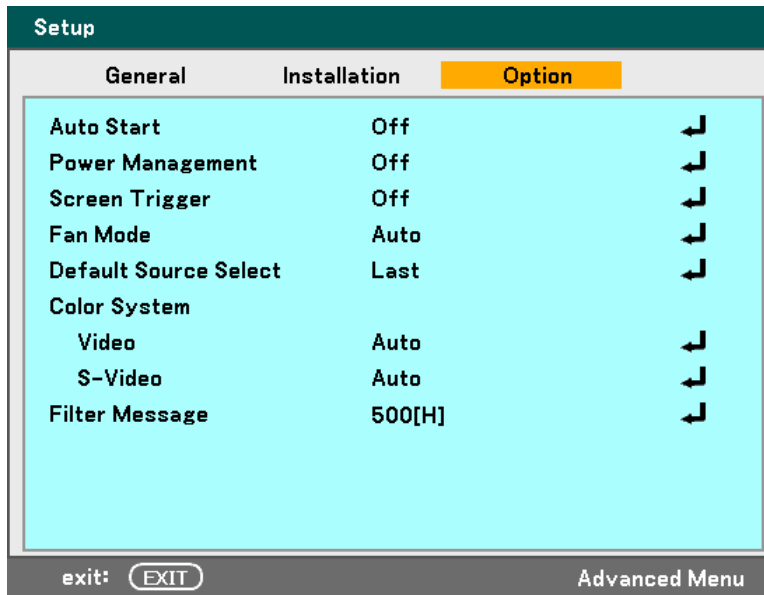 Setup
General Installation Option
Auto Start Off
Power Management Off
Screen Trigger Off
Fan Mode Auto
Default Source Select Last
Color System
Video Auto
S-Video Auto
Filter Message 500[H]
exit: EXIT Advanced Menu